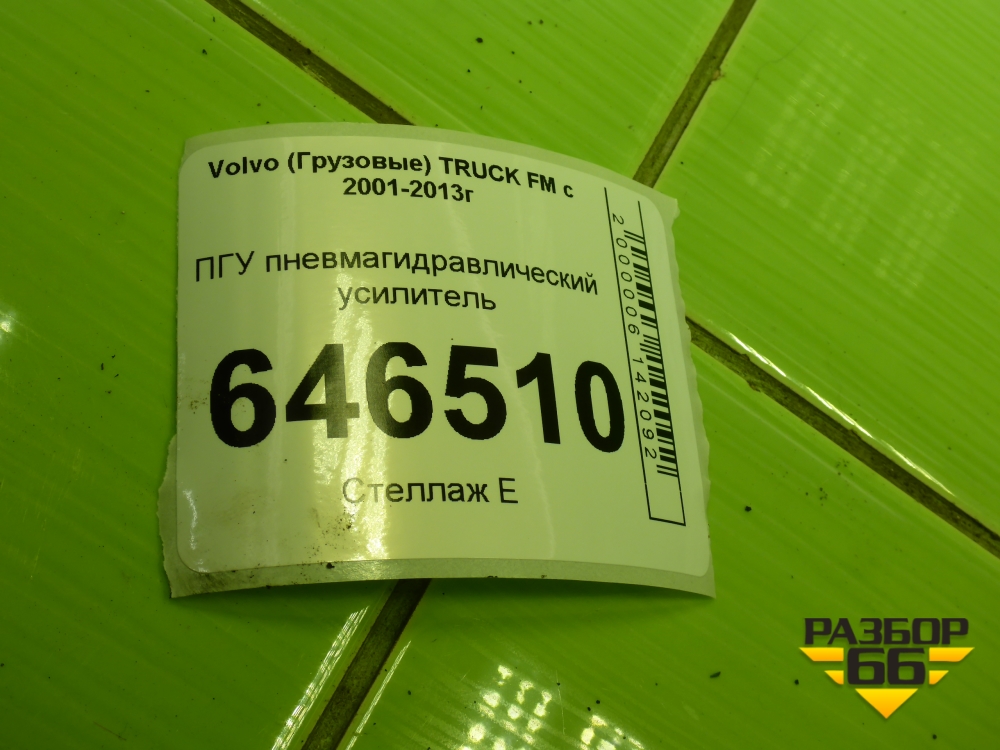 Volvo (Грузовые) TRUCK FM с
2001-2013г
ПГУ пневмагидравлический
усилитель
646510
Стеллаж Е
2000006142092
РАЗБОР
66